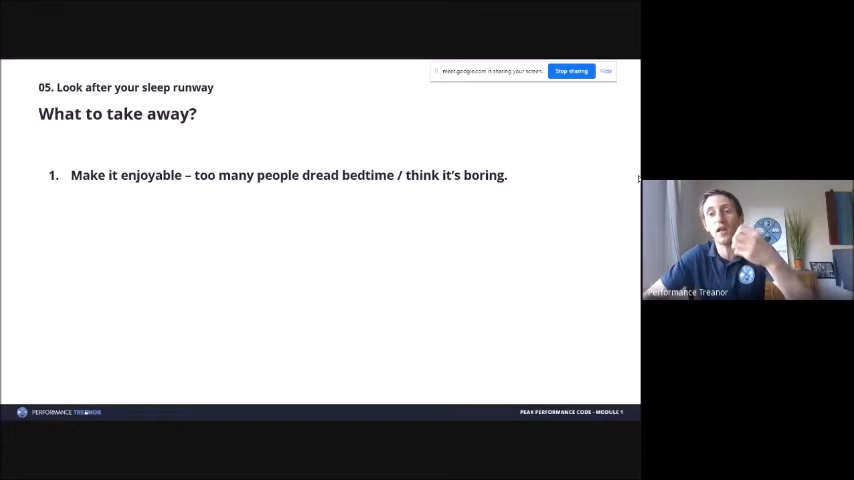 meet.google.com is sharing your screen. Stop sharing Hide
05. Look after your sleep runway
What to take away?
1. Make it enjoyable – too many people dread bedtime / think it's boring.
Performance Treanor
PERFORMANCE TREANOR
PEAK PERFORMANCE CODE - MODULE 1